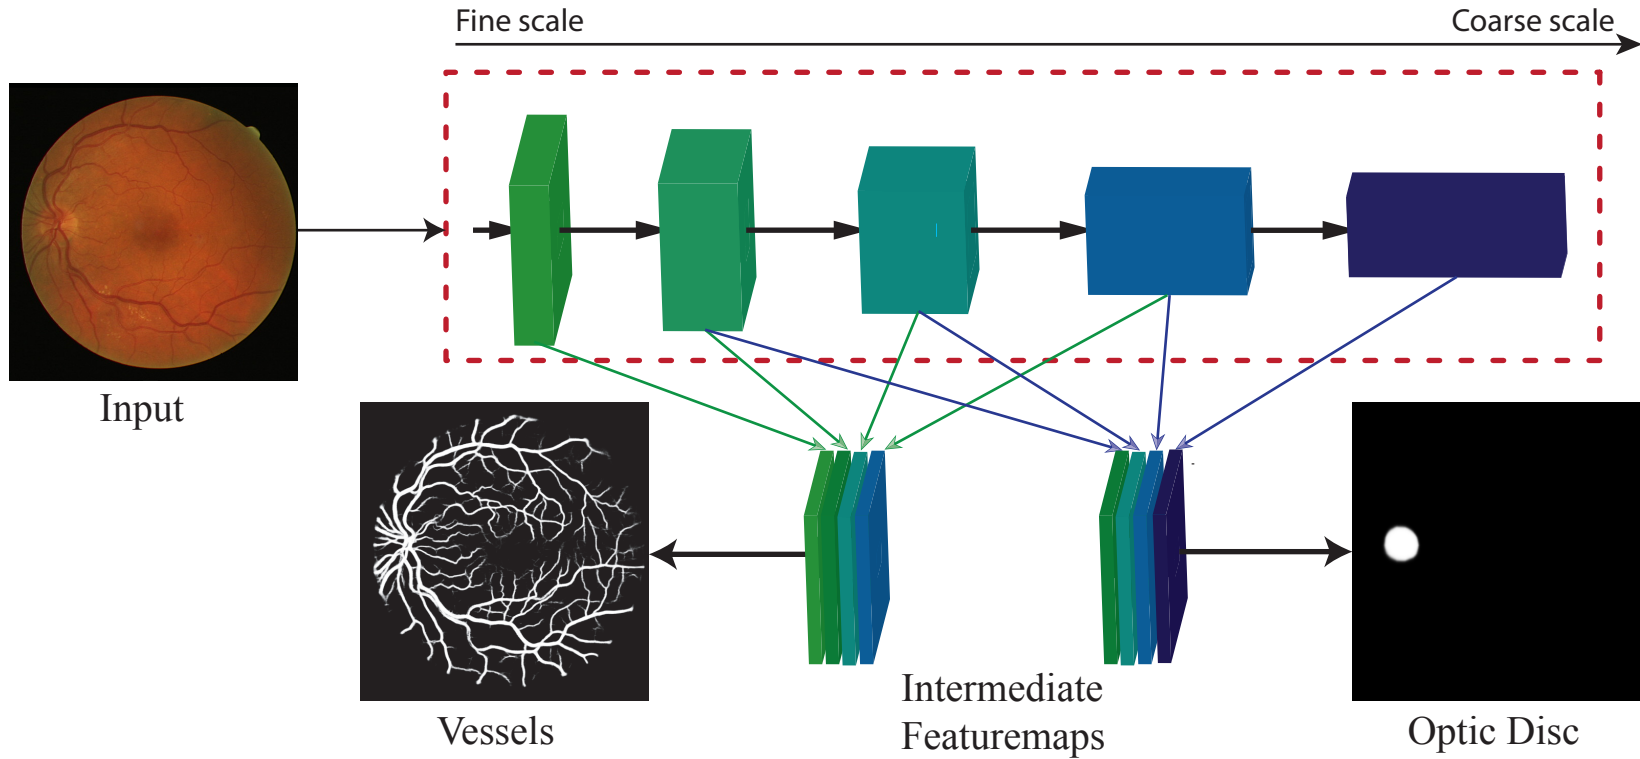 Fine scale
Coarse scale
Input
Vessels
Intermediate
Featuremaps
Optic Disc